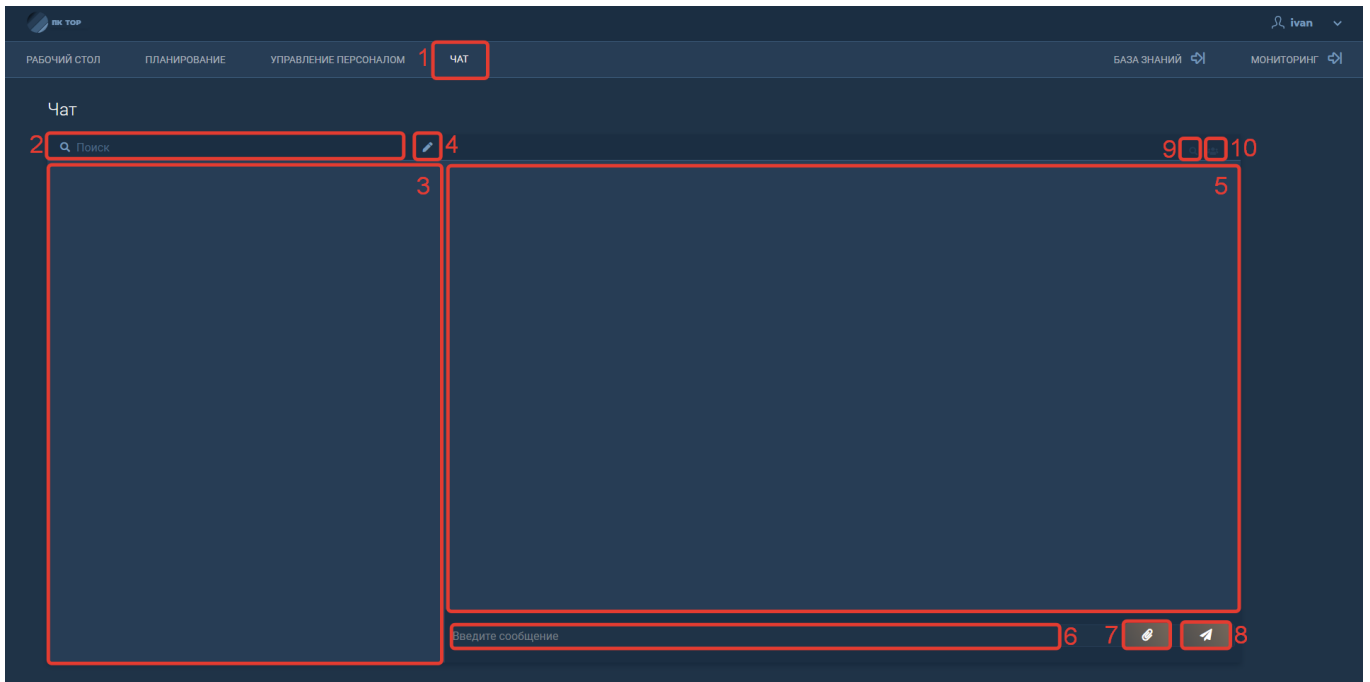 ПК ТОР
ivan
РАБОЧИЙ СТОЛ ПЛАНИРОВАНИЕ УПРАВЛЕНИЕ ПЕРСОНАЛОМ 1 ЧАТ БАЗА ЗНАНИЙ МОНИТОРИНГ
Чат
2 Поиск 4 9 10
3 5
Введите сообщение 6 7 8